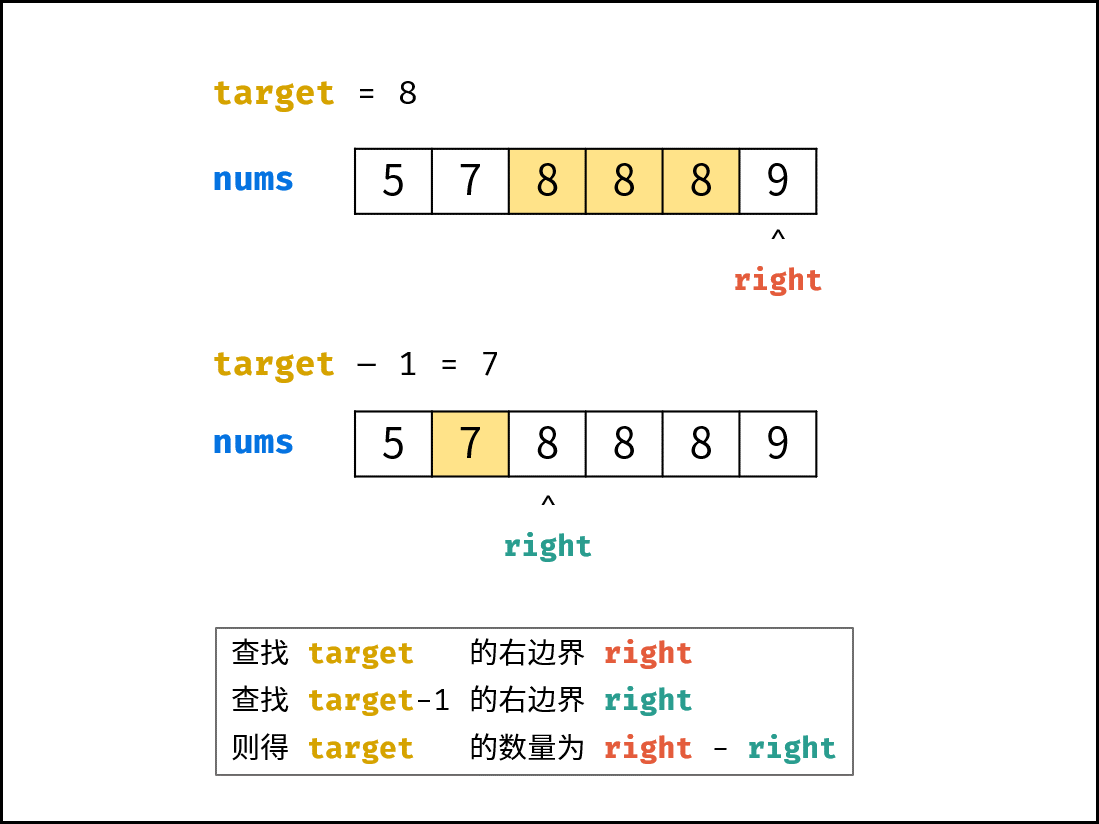 target = 8
nums 5 7 8 8 8 9
^
right
target – 1 = 7
nums 5 7 8 8 8 9
^
right
查找 target 的右边界 right
查找 target-1 的右边界 right
则得 target 的数量为 right - right